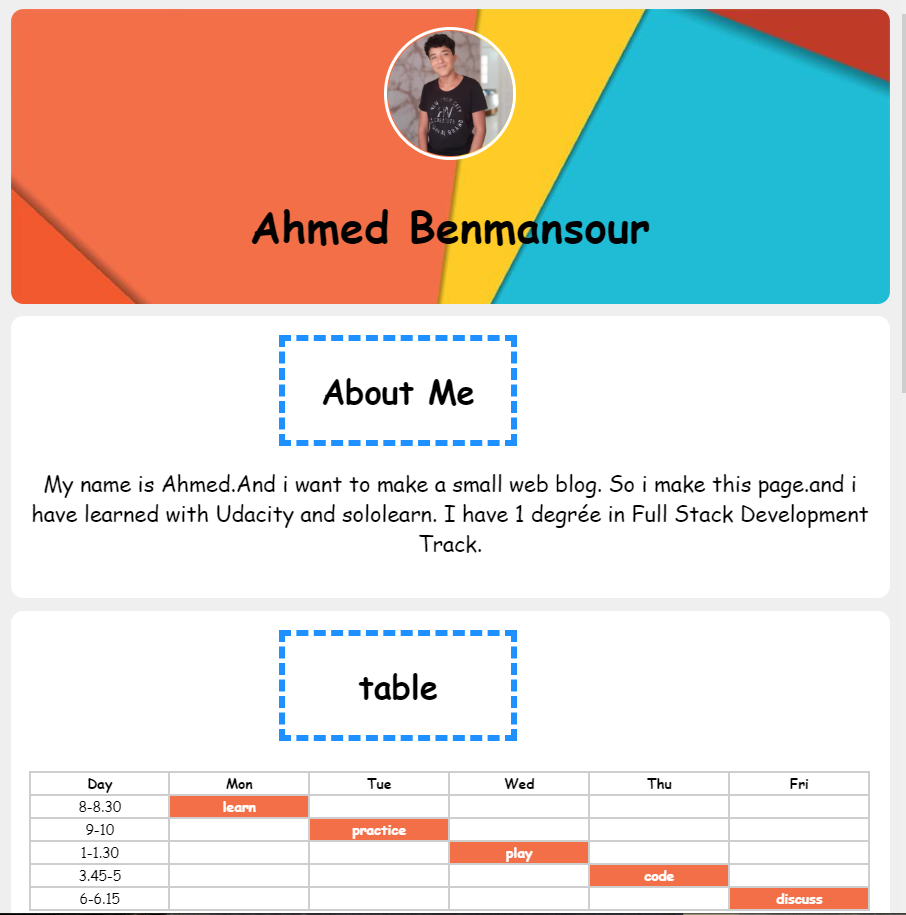 Ahmed Benmansour
About Me
My name is Ahmed.And i want to make a small web blog. So i make this page.and i
have learned with Udacity and sololearn. I have 1 degrée in Full Stack Development
Track.
table
Day Mon Tue Wed Thu Fri
8-8.30 learn
9-10 practice
1-1.30 play
3.45-5 code
6-6.15 discuss